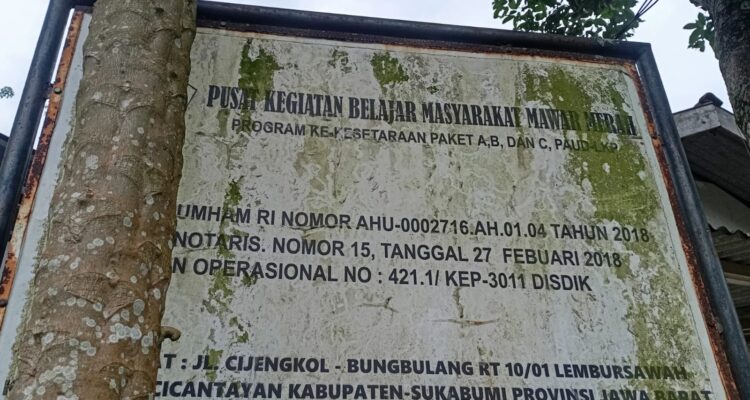 PUSAT KEGIATAN BELAJAR MASYARAKAT MAWAR MERAH
PROGRAM KE-KESETARAAN PAKET A,B, DAN C, PAUD-LKP
UMHAM RI NOMOR AHU-0002716.AH.01.04 TAHUN 2018
NOTARIS. NOMOR 15, TANGGAL 27 FEBUARI 2018
N OPERASIONAL NO : 421.1/ KEP-3011 DISDIK
T : JL. CIJENGKOL - BUNGBULANG RT 10/01 LEMBURSAWAH
CICANTAYAN KABUPATEN-SUKABUMI PROVINSI JAWA BARAT